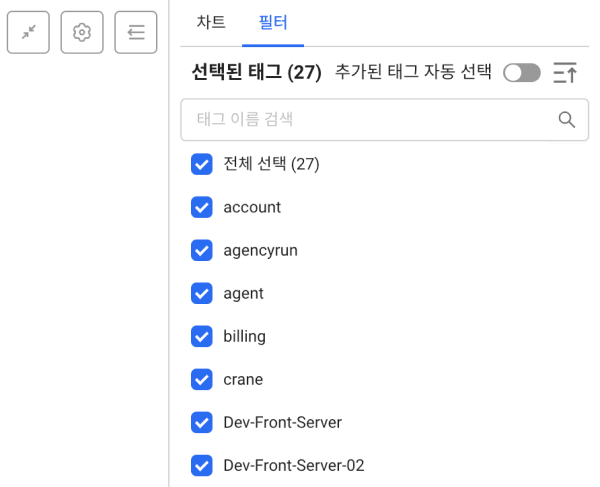 차트 필터
선택된 태그 (27) 추가된 태그 자동 선택
태그 이름 검색
전체 선택 (27)
account
agencyrun
agent
billing
crane
Dev-Front-Server
Dev-Front-Server-02